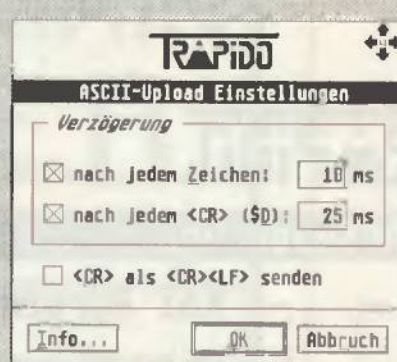 TRAPiDO
ASCII-Upload Einstellungen
Verzögerung
nach jedem Zeichen: 10 ms
nach jedem <CR> ($D): 25 ms
<CR> als <CR><LF> senden
Info... OK Abbruch